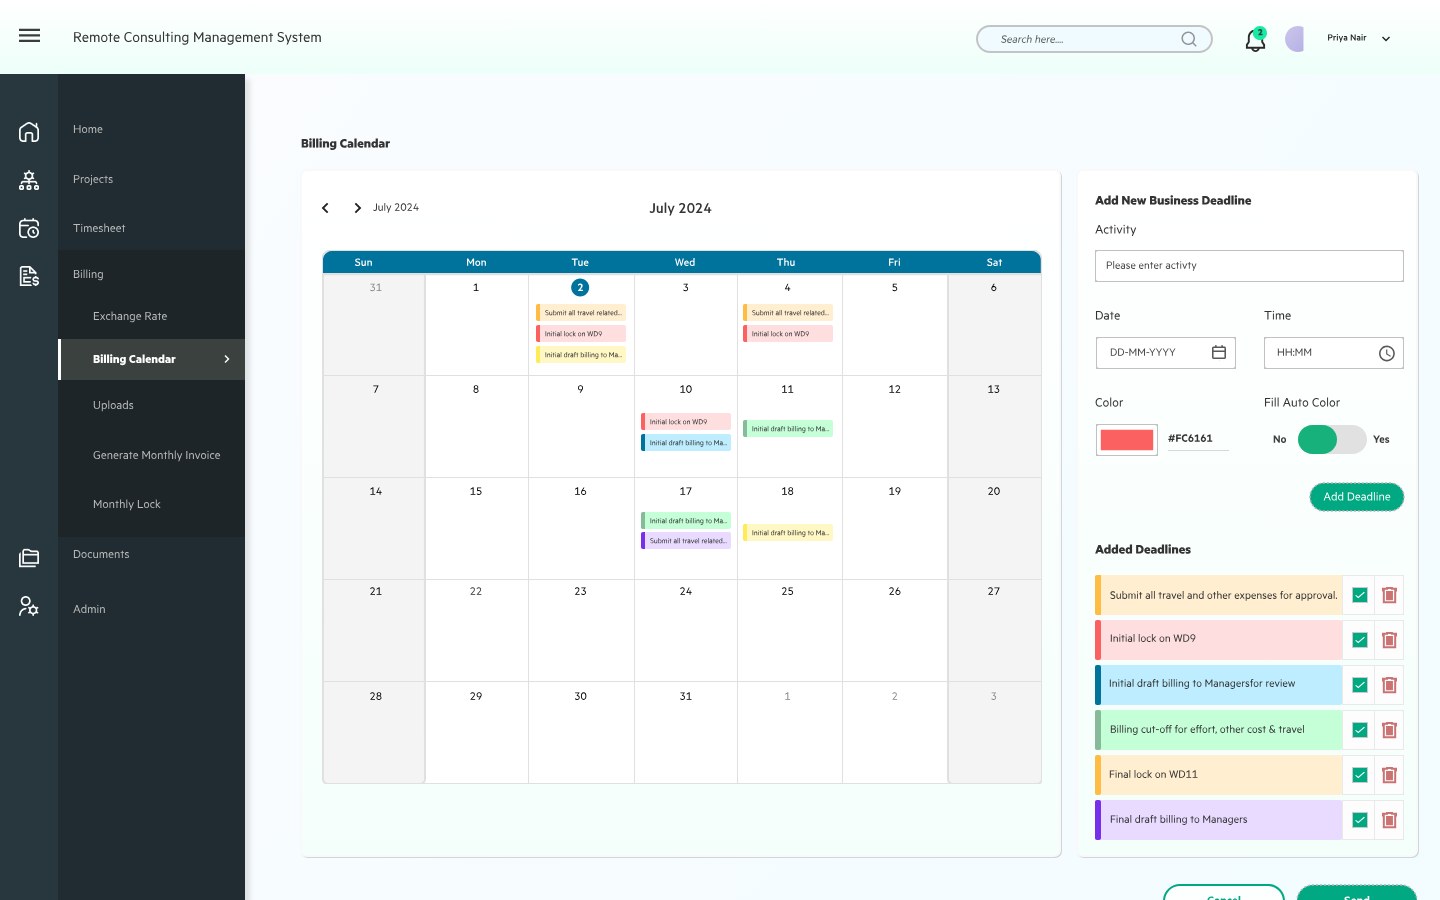 Remote Consulting Management System
Search here....
2
Priya Nair
Home
Projects
Timesheet
Billing
Exchange Rate
Billing Calendar
Uploads
Generate Monthly Invoice
Monthly Lock
Documents
Admin
Billing Calendar
July 2024
July 2024
Sun Mon Tue Wed Thu Fri Sat
31 1 2 3 4 5 6
Submit all travel related... Submit all travel related...
Initial lock on WD9 Initial lock on WD9
Initial draft billing to Ma...
7 8 9 10 11 12 13
Initial lock on WD9 Initial draft billing to Ma...
Initial draft billing to Ma...
14 15 16 17 18 19 20
Initial draft billing to Ma... Initial draft billing to Ma...
Submit all travel related...
21 22 23 24 25 26 27
28 29 30 31 1 2 3
Add New Business Deadline
Activity
Please enter activty
Date Time
DD-MM-YYYY HH:MM
Color Fill Auto Color
#FC6161 No Yes
Add Deadline
Added Deadlines
Submit all travel and other expenses for approval.
Initial lock on WD9
Initial draft billing to Managersfor review
Billing cut-off for effort, other cost & travel
Final lock on WD11
Final draft billing to Managers
Cancel Send